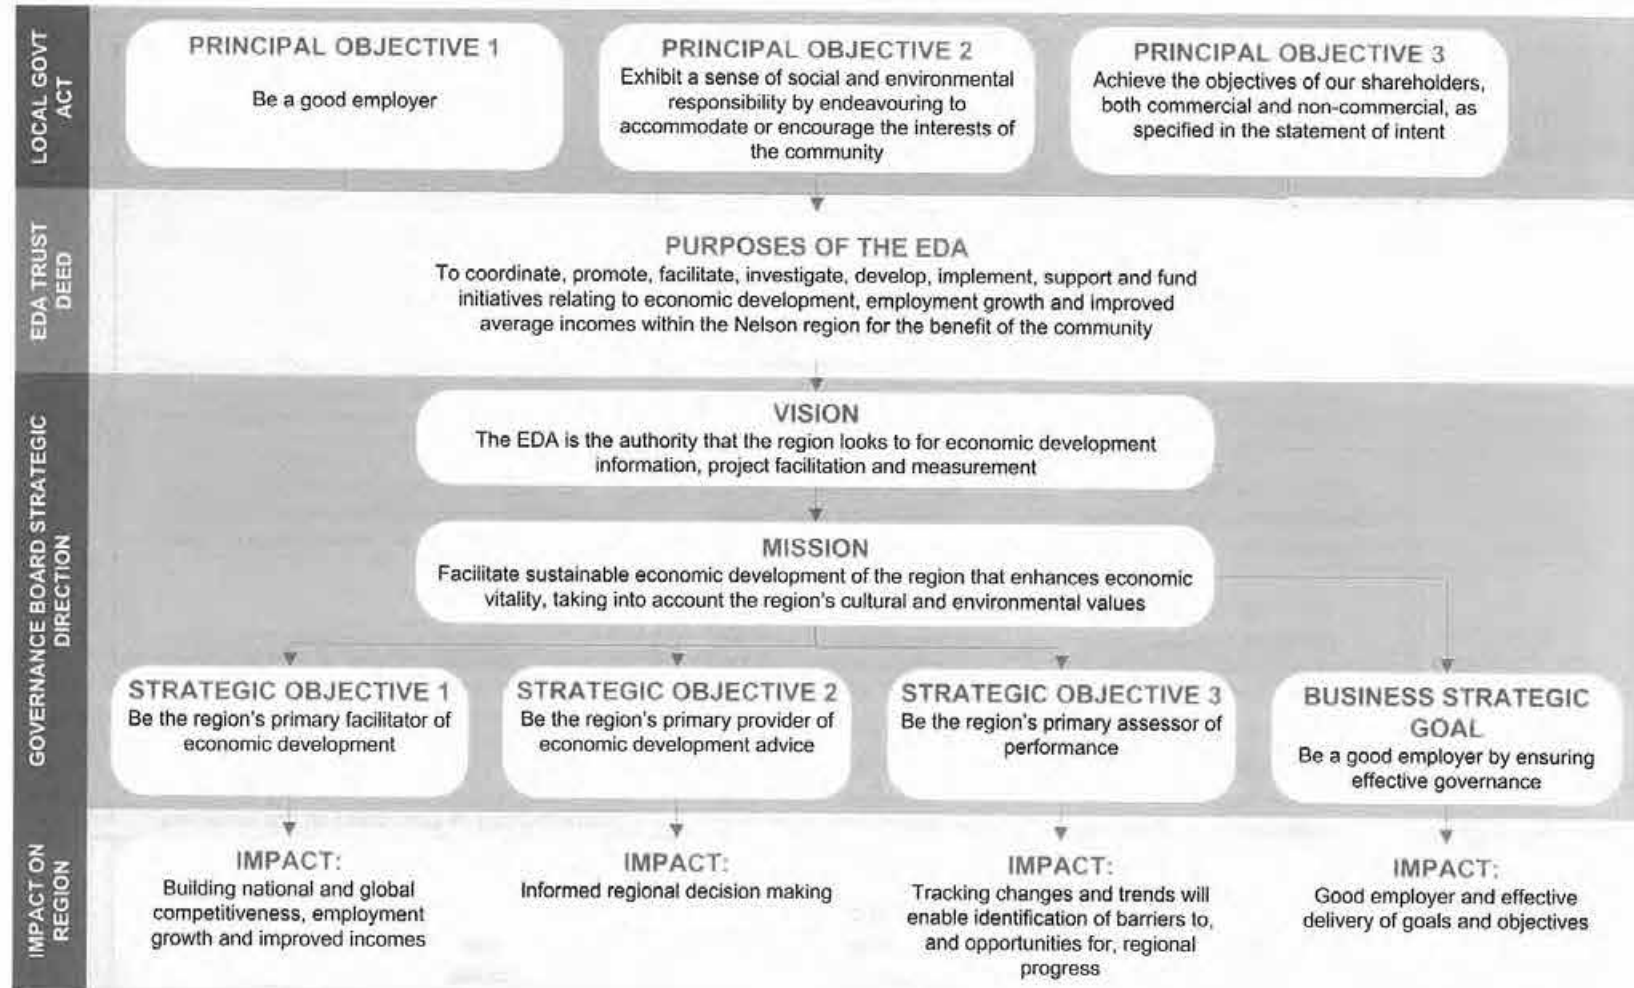 LOCAL GOVT
ACT
PRINCIPAL OBJECTIVE 1
Be a good employer
PRINCIPAL OBJECTIVE 2
Exhibit a sense of social and environmental
responsibility by endeavouring to
accommodate or encourage the interests of
the community
PRINCIPAL OBJECTIVE 3
Achieve the objectives of our shareholders,
both commercial and non-commercial, as
specified in the statement of intent
EDA TRUST
DEED
PURPOSES OF THE EDA
To coordinate, promote, facilitate, investigate, develop, implement, support and fund
initiatives relating to economic development, employment growth and improved
average incomes within the Nelson region for the benefit of the community
GOVERNANCE BOARD STRATEGIC
DIRECTION
VISION
The EDA is the authority that the region looks to for economic development
information, project facilitation and measurement
MISSION
Facilitate sustainable economic development of the region that enhances economic
vitality, taking into account the region's cultural and environmental values
STRATEGIC OBJECTIVE 1
Be the region's primary facilitator of
economic development
STRATEGIC OBJECTIVE 2
Be the region's primary provider of
economic development advice
STRATEGIC OBJECTIVE 3
Be the region's primary assessor of
performance
BUSINESS STRATEGIC
GOAL
Be a good employer by ensuring
effective governance
IMPACT ON
REGION
IMPACT:
Building national and global
competitiveness, employment
growth and improved incomes
IMPACT:
Informed regional decision making
IMPACT:
Tracking changes and trends will
enable identification of barriers to,
and opportunities for, regional
progress
IMPACT:
Good employer and effective
delivery of goals and objectives